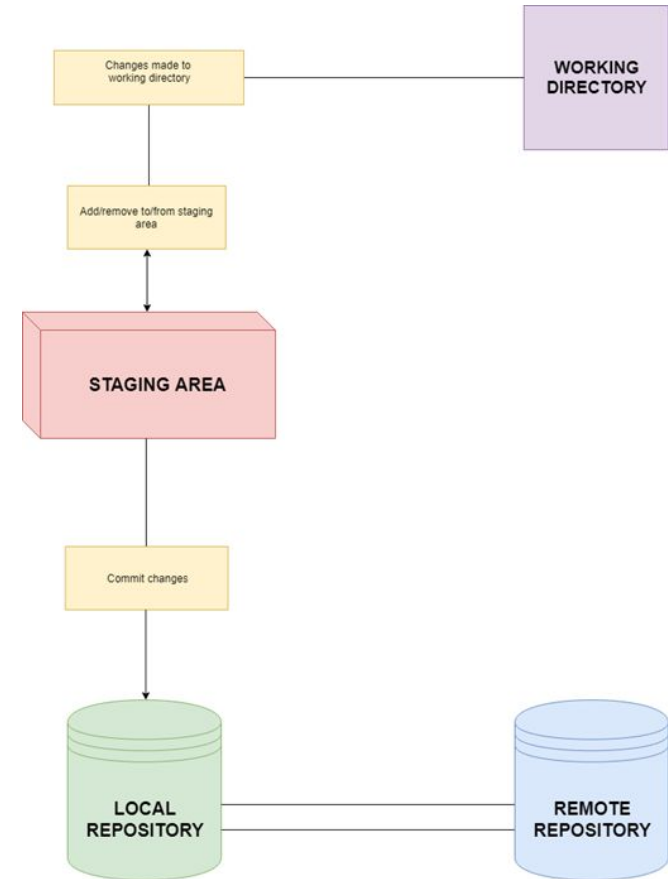 Changes made to
working directory
WORKING
DIRECTORY
Add/remove to/from staging
area
STAGING AREA
Commit changes
LOCAL
REPOSITORY
REMOTE
REPOSITORY